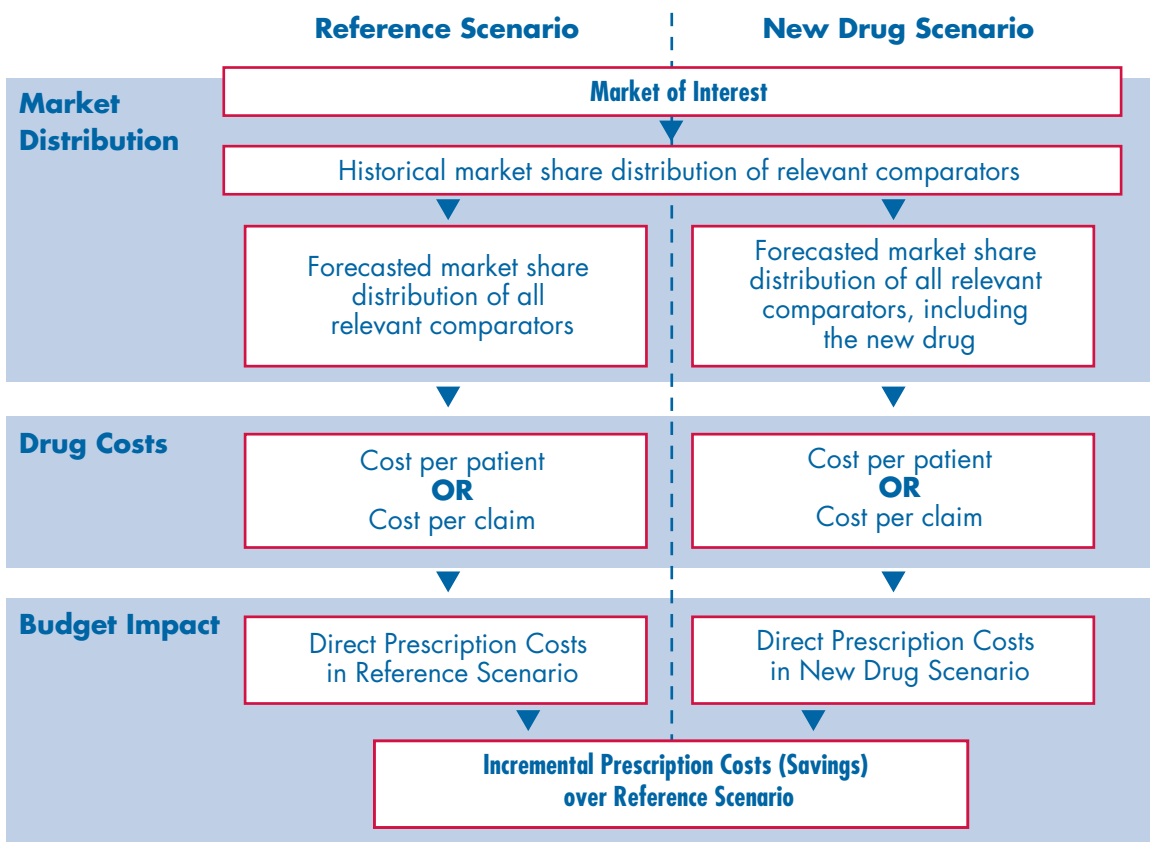 Reference Scenario
New Drug Scenario
Market
Distribution
Market of Interest
Historical market share distribution of relevant comparators
Forecasted market share
distribution of all
relevant comparators
Forecasted market share
distribution of all relevant
comparators, including
the new drug
Drug Costs
Cost per patient
OR
Cost per claim
Cost per patient
OR
Cost per claim
Budget Impact
Direct Prescription Costs
in Reference Scenario
Direct Prescription Costs
in New Drug Scenario
Incremental Prescription Costs (Savings)
over Reference Scenario